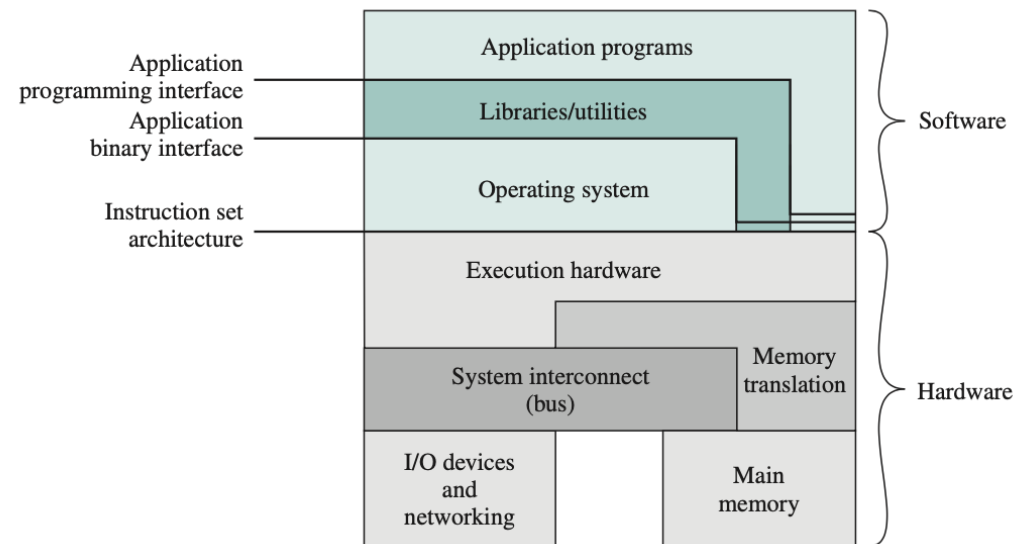 Application programs
Application
programming interface
Libraries/utilities
Software
Application
binary interface
Operating system
Instruction set
architecture
Execution hardware
Memory
translation
System interconnect
(bus)
Hardware
I/O devices
and
networking
Main
memory